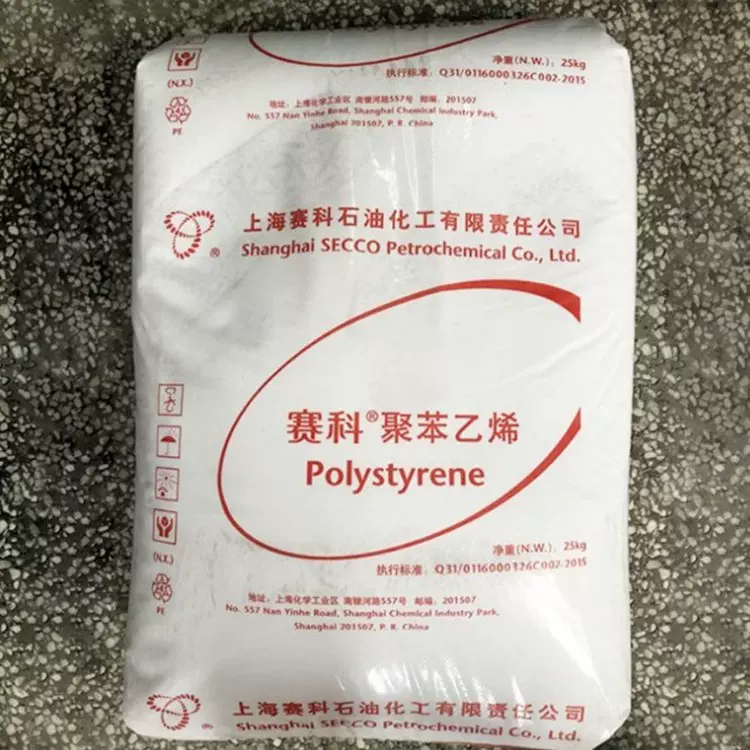 净重(N.W.): 25kg
执行标准: Q31/0116000326C002-2015
(N.X.)
PE
地址: 上海化学工业区 南银河路557号 邮编: 201507
No. 557 Nan Yinhe Road, Shanghai Chemical Industry Park,
Shanghai 201507, P. R. China
上海赛科石油化工有限责任公司
®
Shanghai SECCO Petrochemical Co., Ltd.
赛科®聚苯乙烯
Polystyrene
净重(N.W.): 25kg
(N.X.)
执行标准: Q31/0116000326C002-2015
PE
地址: 上海化学工业区 南银河路557号 邮编: 201507
No. 557 Nan Yinhe Road, Shanghai Chemical Industry Park,
Shanghai 201507, P. R. China
上海赛科石油化工有限责任公司
®
Shanghai SECCO Petrochemical Co., Ltd.